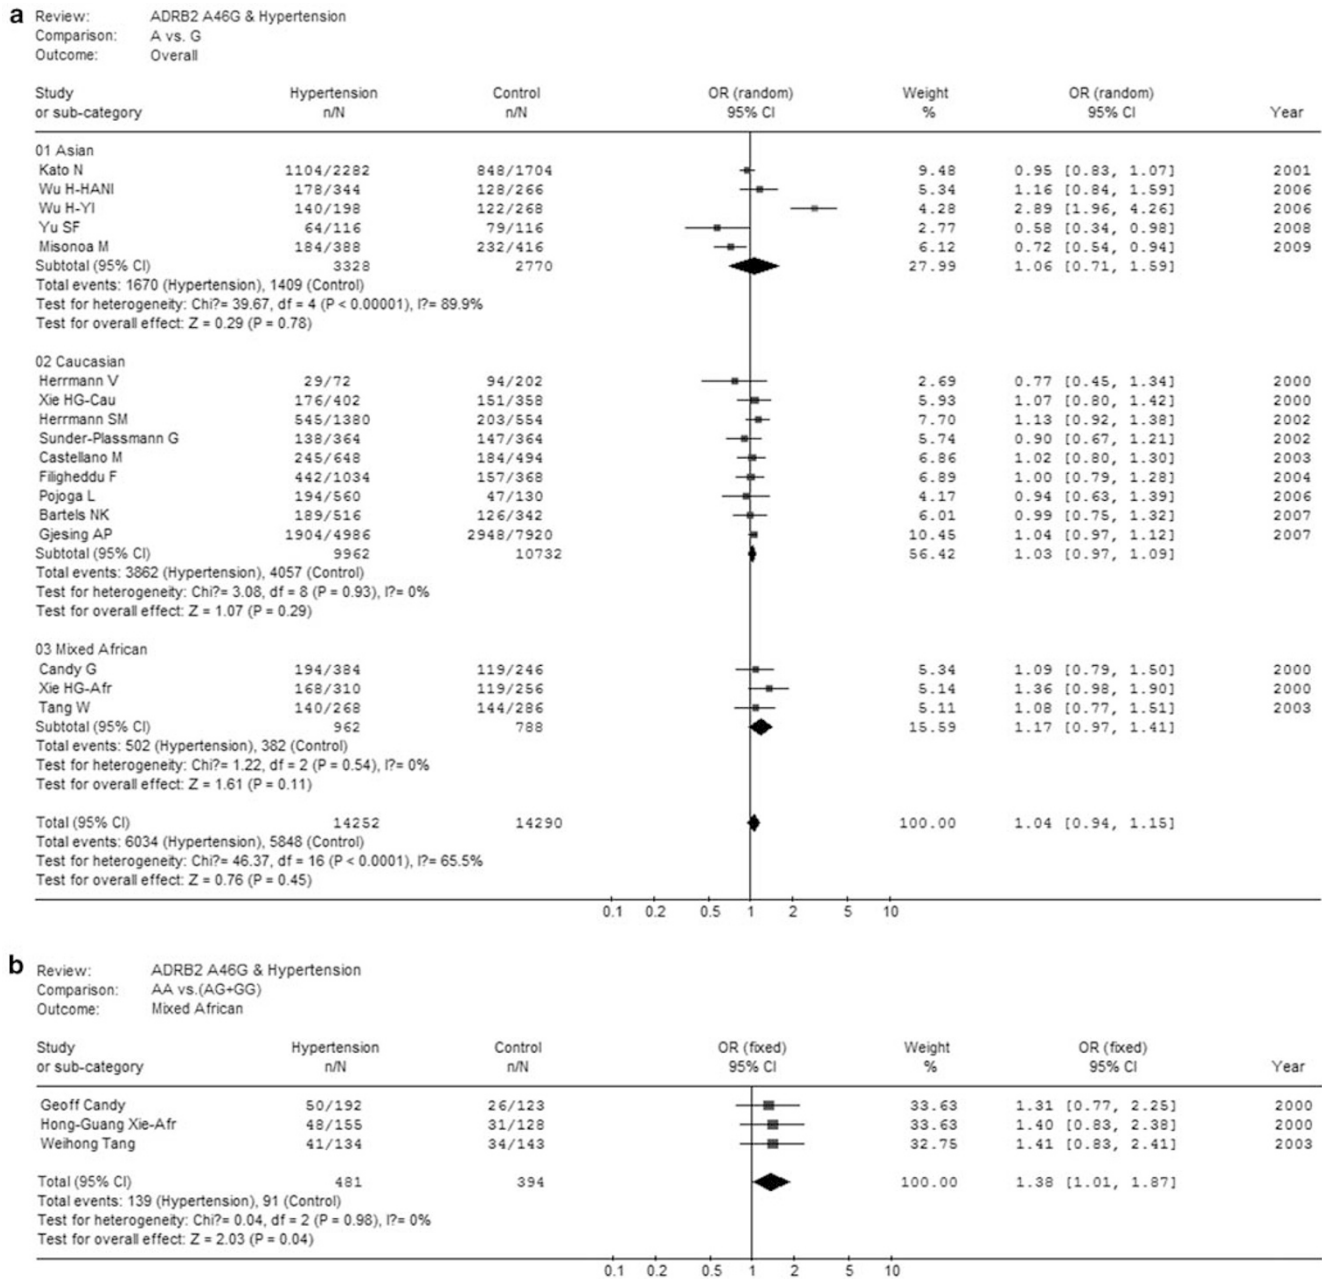 a
Review: ADRB2 A46G & Hypertension
Comparison: A vs. G
Outcome: Overall
Study Hypertension Control OR (random) Weight OR (random)
or sub-category n/N n/N 95% CI % 95% CI Year
01 Asian
Kato N 1104/2282 848/1704 9.48 0.95 [0.83, 1.07] 2001
Wu H-HANI 178/344 128/266 5.34 1.16 [0.84, 1.59] 2006
Wu H-YI 140/198 122/268 4.28 2.89 [1.96, 4.26] 2006
Yu SF 64/116 79/116 2.77 0.58 [0.34, 0.98] 2008
Misonoa M 184/388 232/416 6.12 0.72 [0.54, 0.94] 2009
Subtotal (95% CI) 3328 2770 27.99 1.06 [0.71, 1.59]
Total events: 1670 (Hypertension), 1409 (Control)
Test for heterogeneity: Chi?= 39.67, df = 4 (P < 0.00001), I?= 89.9%
Test for overall effect: Z = 0.29 (P = 0.78)
02 Caucasian
Herrmann V 29/72 94/202 2.69 0.77 [0.45, 1.34] 2000
Xie HG-Cau 176/402 151/358 5.93 1.07 [0.80, 1.42] 2000
Herrmann SM 545/1380 203/554 7.70 1.13 [0.92, 1.38] 2002
Sunder-Plassmann G 138/364 147/364 5.74 0.90 [0.67, 1.21] 2002
Castellano M 245/648 184/494 6.86 1.02 [0.80, 1.30] 2003
Filigheddu F 442/1034 157/368 6.89 1.00 [0.79, 1.28] 2004
Pojoga L 194/560 47/130 4.17 0.94 [0.63, 1.39] 2006
Bartels NK 189/516 126/342 6.01 0.99 [0.75, 1.32] 2007
Gjesing AP 1904/4986 2948/7920 10.45 1.04 [0.97, 1.12] 2007
Subtotal (95% CI) 9962 10732 56.42 1.03 [0.97, 1.09]
Total events: 3862 (Hypertension), 4057 (Control)
Test for heterogeneity: Chi?= 3.08, df = 8 (P = 0.93), I?= 0%
Test for overall effect: Z = 1.07 (P = 0.29)
03 Mixed African
Candy G 194/384 119/246 5.34 1.09 [0.79, 1.50] 2000
Xie HG-Afr 168/310 119/256 5.14 1.36 [0.98, 1.90] 2000
Tang W 140/268 144/286 5.11 1.08 [0.77, 1.51] 2003
Subtotal (95% CI) 962 788 15.59 1.17 [0.97, 1.41]
Total events: 502 (Hypertension), 382 (Control)
Test for heterogeneity: Chi?= 1.22, df = 2 (P = 0.54), I?= 0%
Test for overall effect: Z = 1.61 (P = 0.11)
Total (95% CI) 14252 14290 100.00 1.04 [0.94, 1.15]
Total events: 6034 (Hypertension), 5848 (Control)
Test for heterogeneity: Chi?= 46.37, df = 16 (P < 0.0001), I?= 65.5%
Test for overall effect: Z = 0.76 (P = 0.45)
0.1 0.2 0.5 1 2 5 10
b
Review: ADRB2 A46G & Hypertension
Comparison: AA vs.(AG+GG)
Outcome: Mixed African
Study Hypertension Control OR (fixed) Weight OR (fixed)
or sub-category n/N n/N 95% CI % 95% CI Year
Geoff Candy 50/192 26/123 33.63 1.31 [0.77, 2.25] 2000
Hong-Guang Xie-Afr 48/155 31/128 33.63 1.40 [0.83, 2.38] 2000
Weihong Tang 41/134 34/143 32.75 1.41 [0.83, 2.41] 2003
Total (95% CI) 481 394 100.00 1.38 [1.01, 1.87]
Total events: 139 (Hypertension), 91 (Control)
Test for heterogeneity: Chi?= 0.04, df = 2 (P = 0.98), I?= 0%
Test for overall effect: Z = 2.03 (P = 0.04)
0.1 0.2 0.5 1 2 5 10